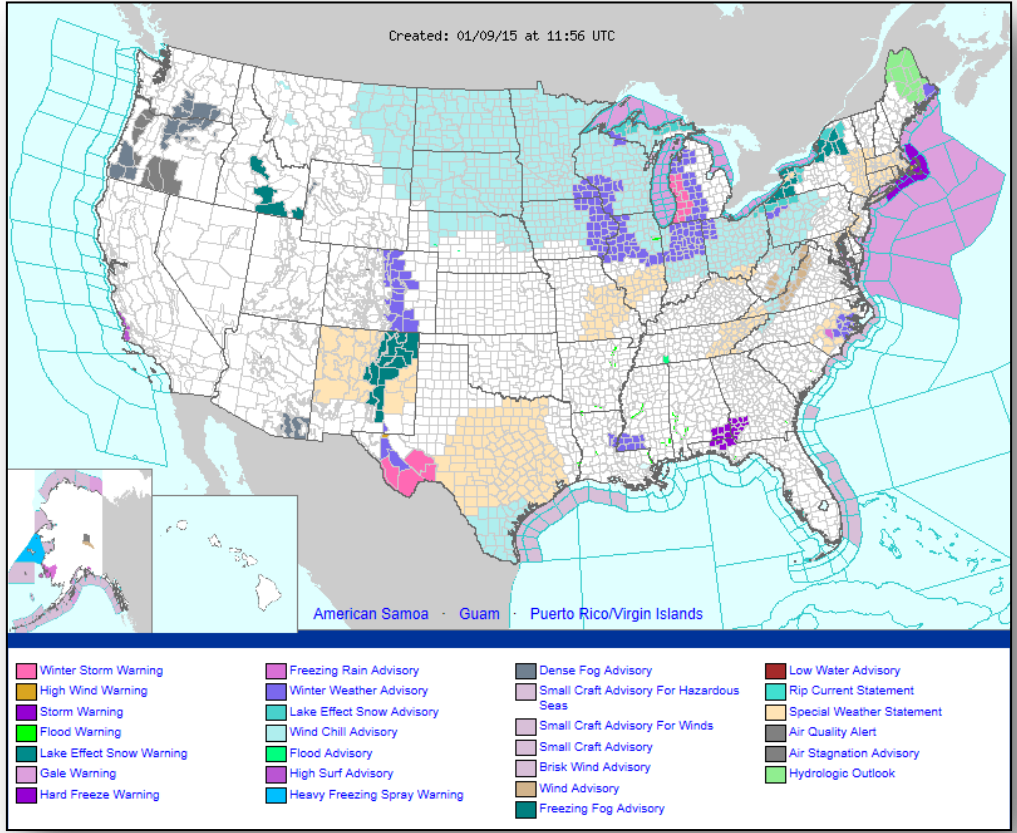 Created: 01/09/15 at 11:56 UTC
American Samoa · Guam · Puerto Rico/Virgin Islands
Winter Storm Warning
High Wind Warning
Storm Warning
Flood Warning
Lake Effect Snow Warning
Gale Warning
Hard Freeze Warning
Freezing Rain Advisory
Winter Weather Advisory
Lake Effect Snow Advisory
Wind Chill Advisory
Flood Advisory
High Surf Advisory
Heavy Freezing Spray Warning
Dense Fog Advisory
Small Craft Advisory For Hazardous
Seas
Small Craft Advisory For Winds
Small Craft Advisory
Brisk Wind Advisory
Wind Advisory
Freezing Fog Advisory
Low Water Advisory
Rip Current Statement
Special Weather Statement
Air Quality Alert
Air Stagnation Advisory
Hydrologic Outlook